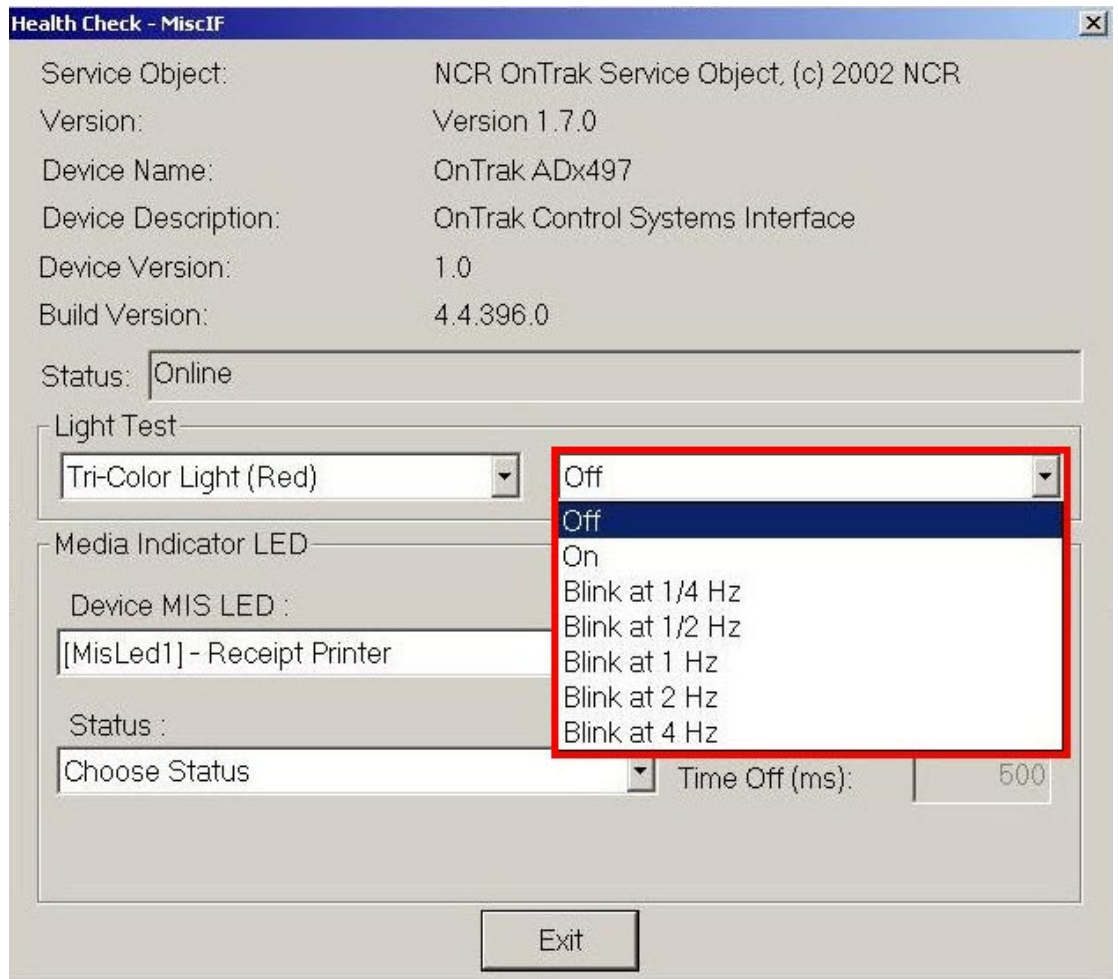 Health Check - MiscIF
Service Object: NCR OnTrak Service Object, (c) 2002 NCR
Version: Version 1.7.0
Device Name: OnTrak ADx497
Device Description: OnTrak Control Systems Interface
Device Version: 1.0
Build Version: 4.4.396.0
Status: Online
Light Test
Tri-Color Light (Red) Off
Off
On
Blink at 1/4 Hz
Blink at 1/2 Hz
Blink at 1 Hz
Blink at 2 Hz
Blink at 4 Hz
Media Indicator LED
Device MIS LED :
[MisLed1] - Receipt Printer
Status :
Choose Status
Time Off (ms): 500
Exit